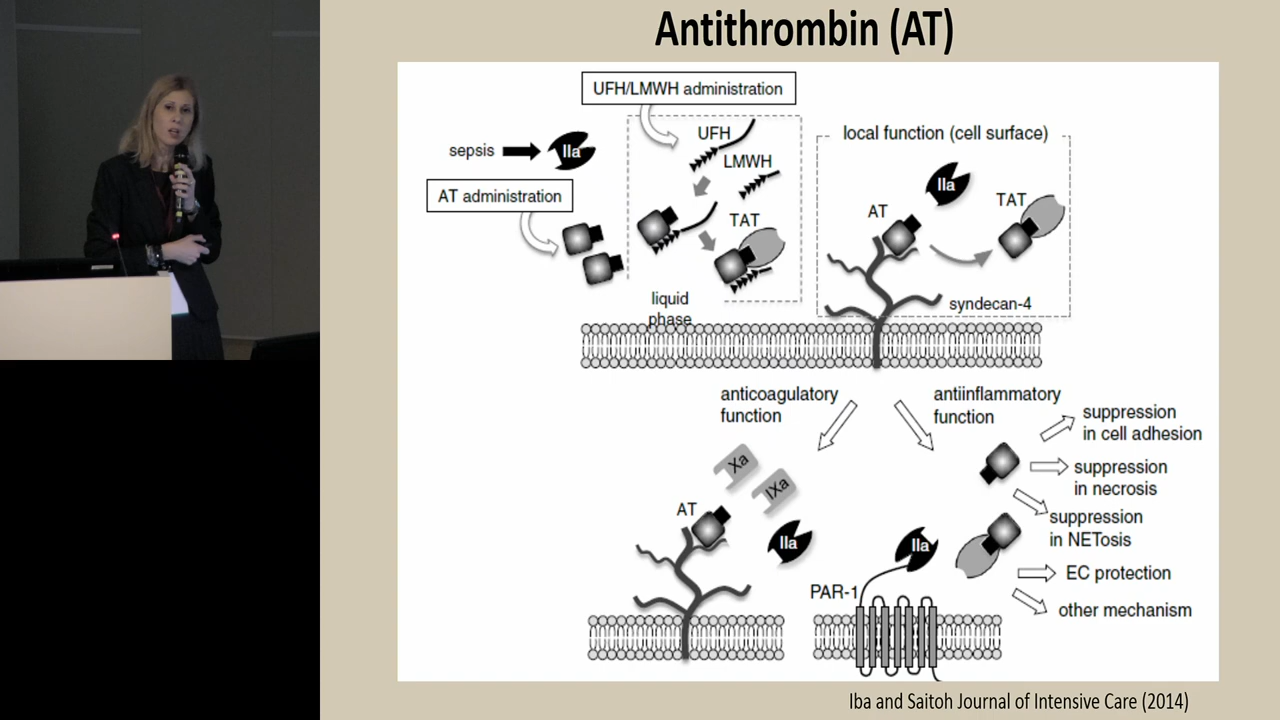 Antithrombin (AT)
UFH/LMWH administration
sepsis
IIa
UFH
LMWH
AT administration
TAT
liquid
phase
local function (cell surface)
IIa
AT
TAT
syndecan-4
anticoagulatory
function
antiinflammatory
function
Xa
IXa
AT
IIa
IIa
PAR-1
suppression
in cell adhesion
suppression
in necrosis
suppression
in NETosis
EC protection
other mechanism
Iba and Saitoh Journal of Intensive Care (2014)